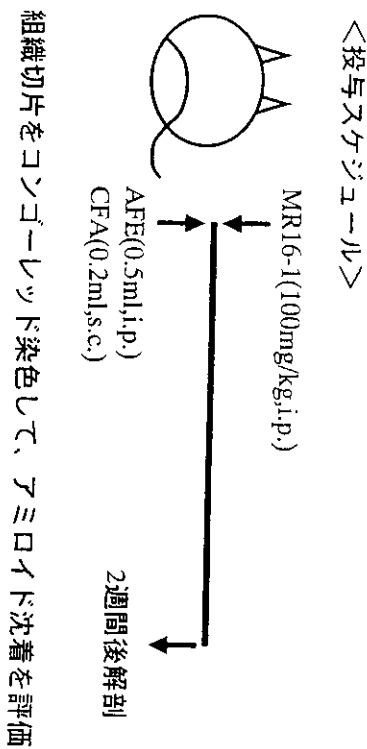 ＜投与スケジュール＞
MR16-1(100mg/kg,i.p.)
AFE(0.5ml,i.p.)
CFA(0.2ml,s.c.)
2週間後解剖
組織切片をコンゴーレッド染色して、アミロイド沈着を評価